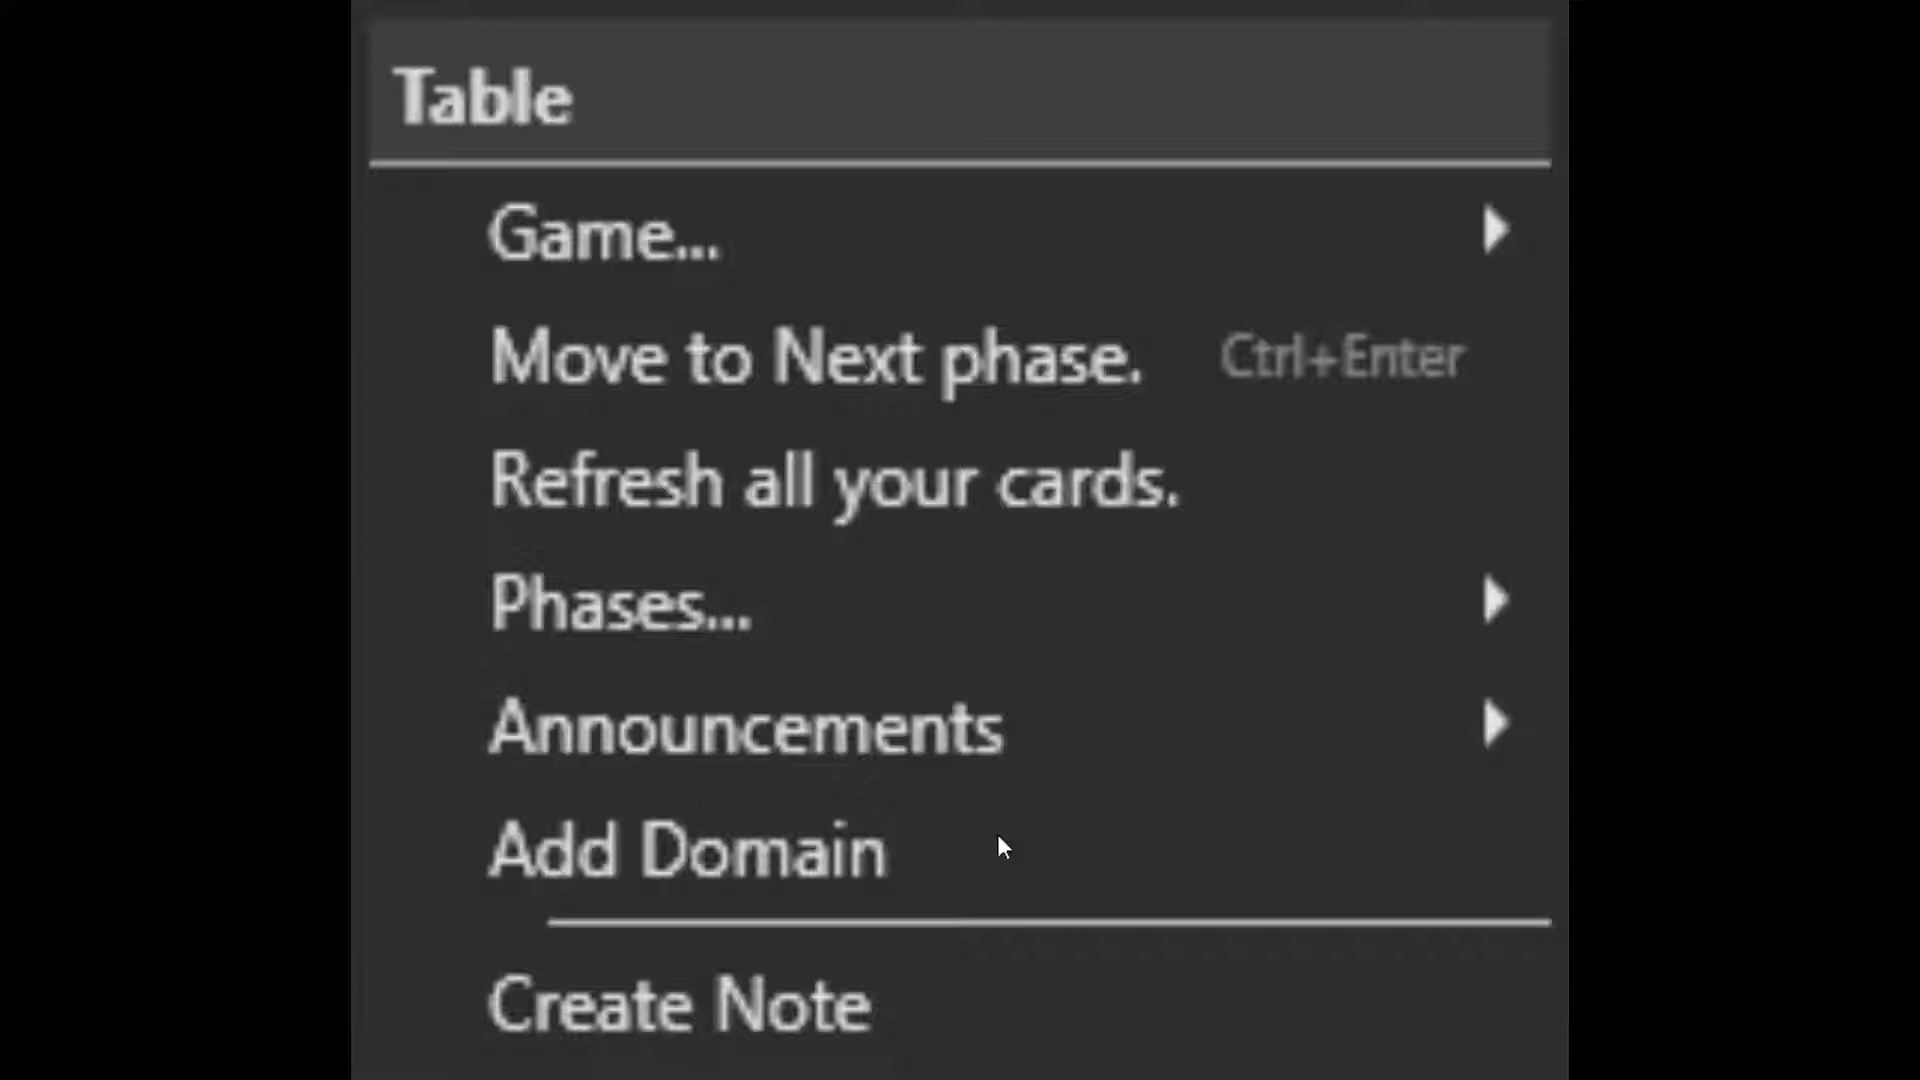 Table
Game...
Move to Next phase. Ctrl+Enter
Refresh all your cards.
Phases...
Announcements
Add Domain
Create Note